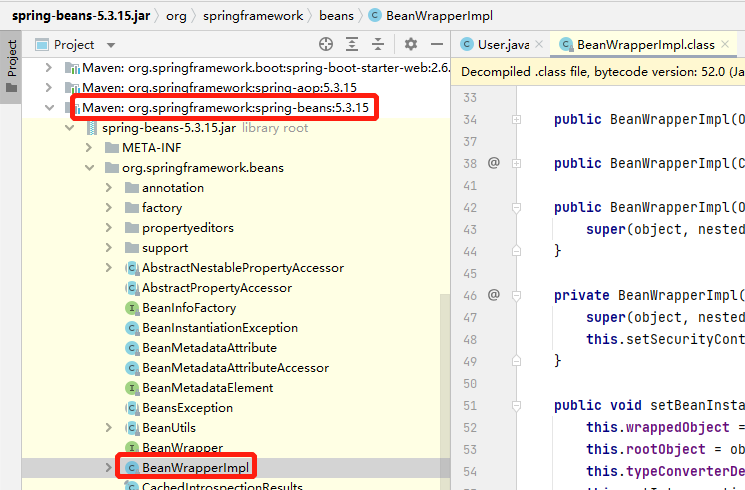 spring-beans-5.3.15.jar › org › springframework › beans › BeanWrapperImpl
Project
Project
User.java
BeanWrapperImpl.class
Maven: org.springframework.boot:spring-boot-starter-web:2.6.
Decompiled .class file, bytecode version: 52.0 (Ja
Maven: org.springframework:spring-aop:5.3.15
Maven: org.springframework:spring-beans:5.3.15
spring-beans-5.3.15.jar library root
META-INF
org.springframework.beans
annotation
factory
propertyeditors
support
AbstractNestablePropertyAccessor
AbstractPropertyAccessor
BeanInfoFactory
BeanInstantiationException
BeanMetadataAttribute
BeanMetadataAttributeAccessor
BeanMetadataElement
BeansException
BeanUtils
BeanWrapper
BeanWrapperImpl
CachedIntrospectionResults
33
34 public BeanWrapperImpl(O
37
38 @ public BeanWrapperImpl(C
41
42 public BeanWrapperImpl(O
43 super(object, nested
44 }
45
46 @ private BeanWrapperImpl(
47 super(object, nested
48 this.setSecurityCont
49 }
50
51 public void setBeanInsta
52 this.wrappedObject =
53 this.rootObject = ob
54 this.typeConverterDe